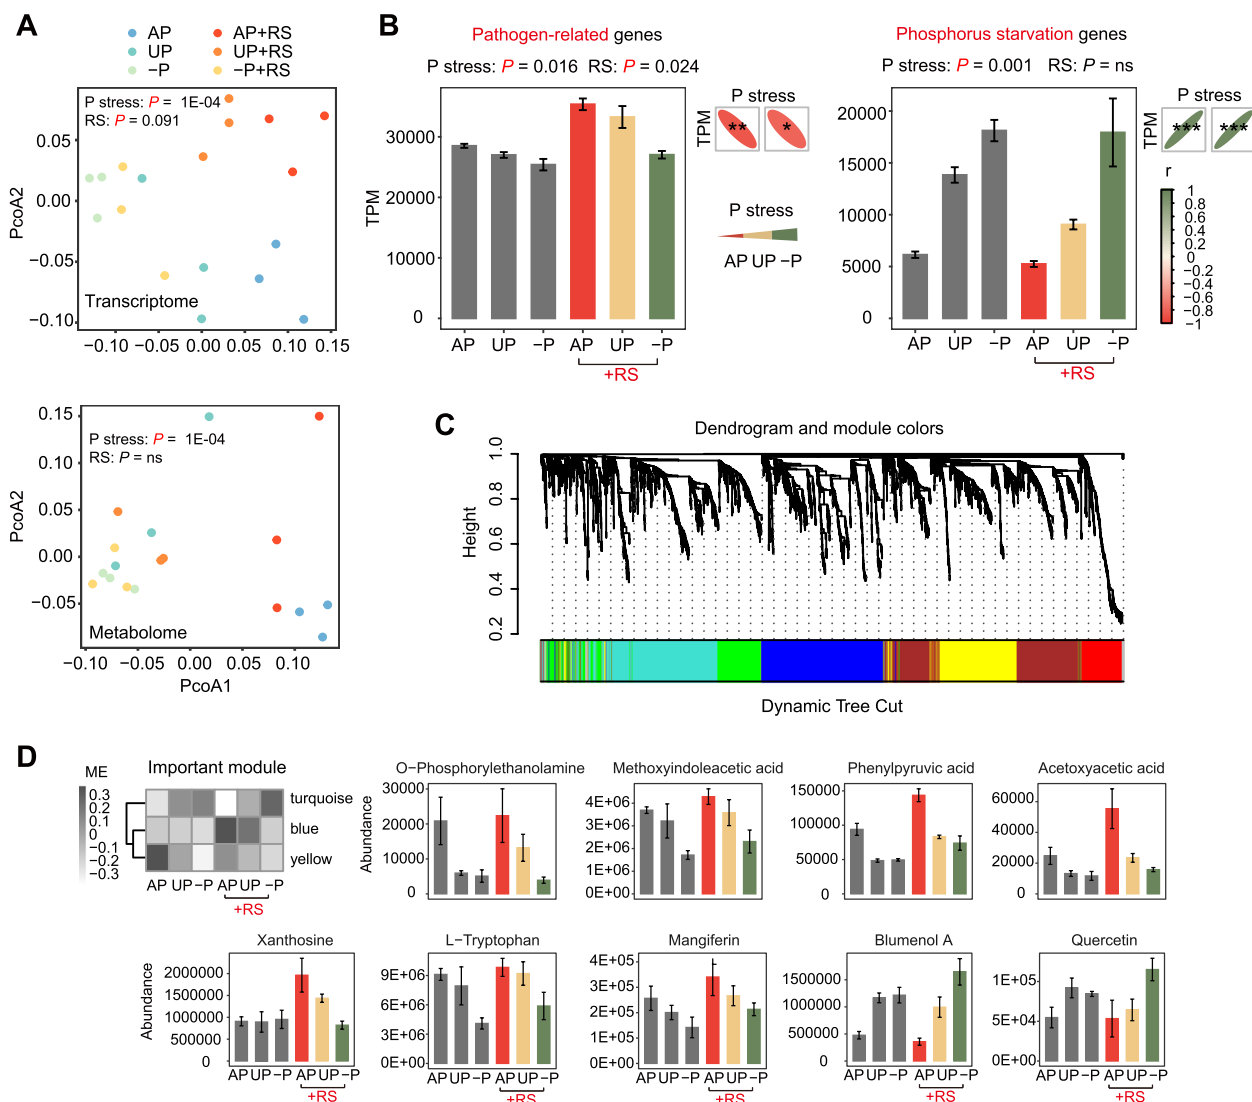 A
AP
AP+RS
UP
UP+RS
−P
−P+RS
P stress: P = 1E-04
RS: P = 0.091
PcoA2
0.05
0.00
−0.05
−0.10
Transcriptome
−0.10
−0.05
0.00
0.05
0.10
0.15
P stress: P = 1E-04
RS: P = ns
PcoA2
0.15
0.10
0.05
0.00
−0.05
Metabolome
−0.10
−0.05
0.00
0.05
0.10
PcoA1
B
Pathogen-related genes
P stress: P = 0.016 RS: P = 0.024
TPM
30000
20000
10000
0
AP
UP
−P
AP
UP
−P
+RS
P stress
TPM
**
*
P stress
AP UP −P
Phosphorus starvation genes
P stress: P = 0.001 RS: P = ns
20000
15000
10000
5000
0
AP
UP
−P
AP
UP
−P
+RS
P stress
TPM
***
***
r
1
0.8
0.6
0.4
0.2
0
−0.2
−0.4
−0.6
−0.8
−1
C
Dendrogram and module colors
Height
1.0
0.8
0.6
0.4
0.2
Dynamic Tree Cut
D
ME
0.3
0.2
0.1
0
−0.1
−0.2
−0.3
Important module
turquoise
blue
yellow
AP UP −P AP UP −P
+RS
O−Phosphorylethanolamine
Abundance
30000
20000
10000
0
Methoxyindoleacetic acid
4E+06
3E+06
2E+06
1E+06
0E+00
Phenylpyruvic acid
150000
100000
50000
0
Acetoxyacetic acid
60000
40000
20000
0
Xanthosine
Abundance
2000000
1500000
1000000
500000
0
AP UP −P AP UP −P
+RS
L−Tryptophan
9E+06
6E+06
3E+06
0E+00
AP UP −P AP UP −P
+RS
Mangiferin
4E+05
3E+05
2E+05
1E+05
0E+00
AP UP −P AP UP −P
+RS
Blumenol A
1500000
1000000
500000
0
AP UP −P AP UP −P
+RS
Quercetin
1E+05
5E+04
0E+00
AP UP −P AP UP −P
+RS